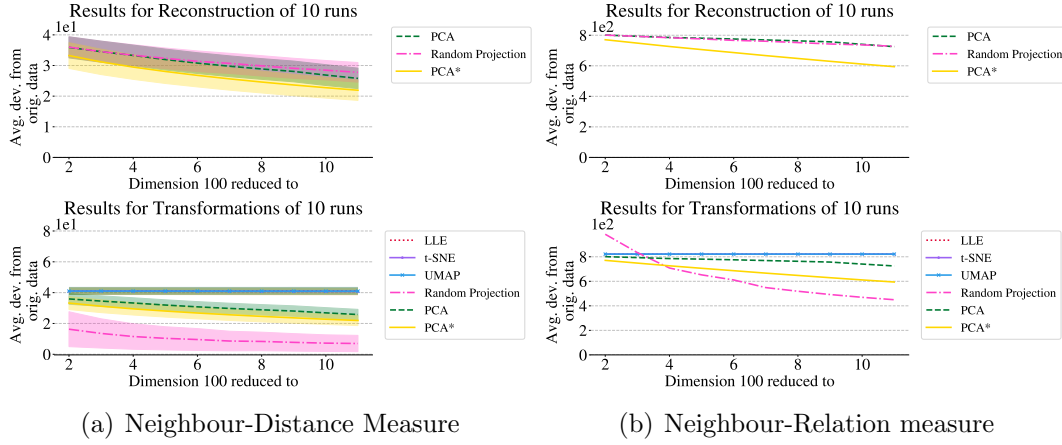 Results for Reconstruction of 10 runs
4 1e1
3
2
1
0
Avg. dev. from
orig. data
2 4 6 8 10
Dimension 100 reduced to
PCA
Random Projection
PCA*
Results for Reconstruction of 10 runs
1e2
8
6
4
2
0
Avg. dev. from
orig. data
2 4 6 8 10
Dimension 100 reduced to
PCA
Random Projection
PCA*
Results for Transformations of 10 runs
8 1e1
6
4
2
0
Avg. dev. from
orig. data
2 4 6 8 10
Dimension 100 reduced to
LLE
t-SNE
UMAP
Random Projection
PCA
PCA*
Results for Transformations of 10 runs
1e2
8
6
4
2
0
Avg. dev. from
orig. data
2 4 6 8 10
Dimension 100 reduced to
LLE
t-SNE
UMAP
Random Projection
PCA
PCA*
(a) Neighbour-Distance Measure
(b) Neighbour-Relation measure